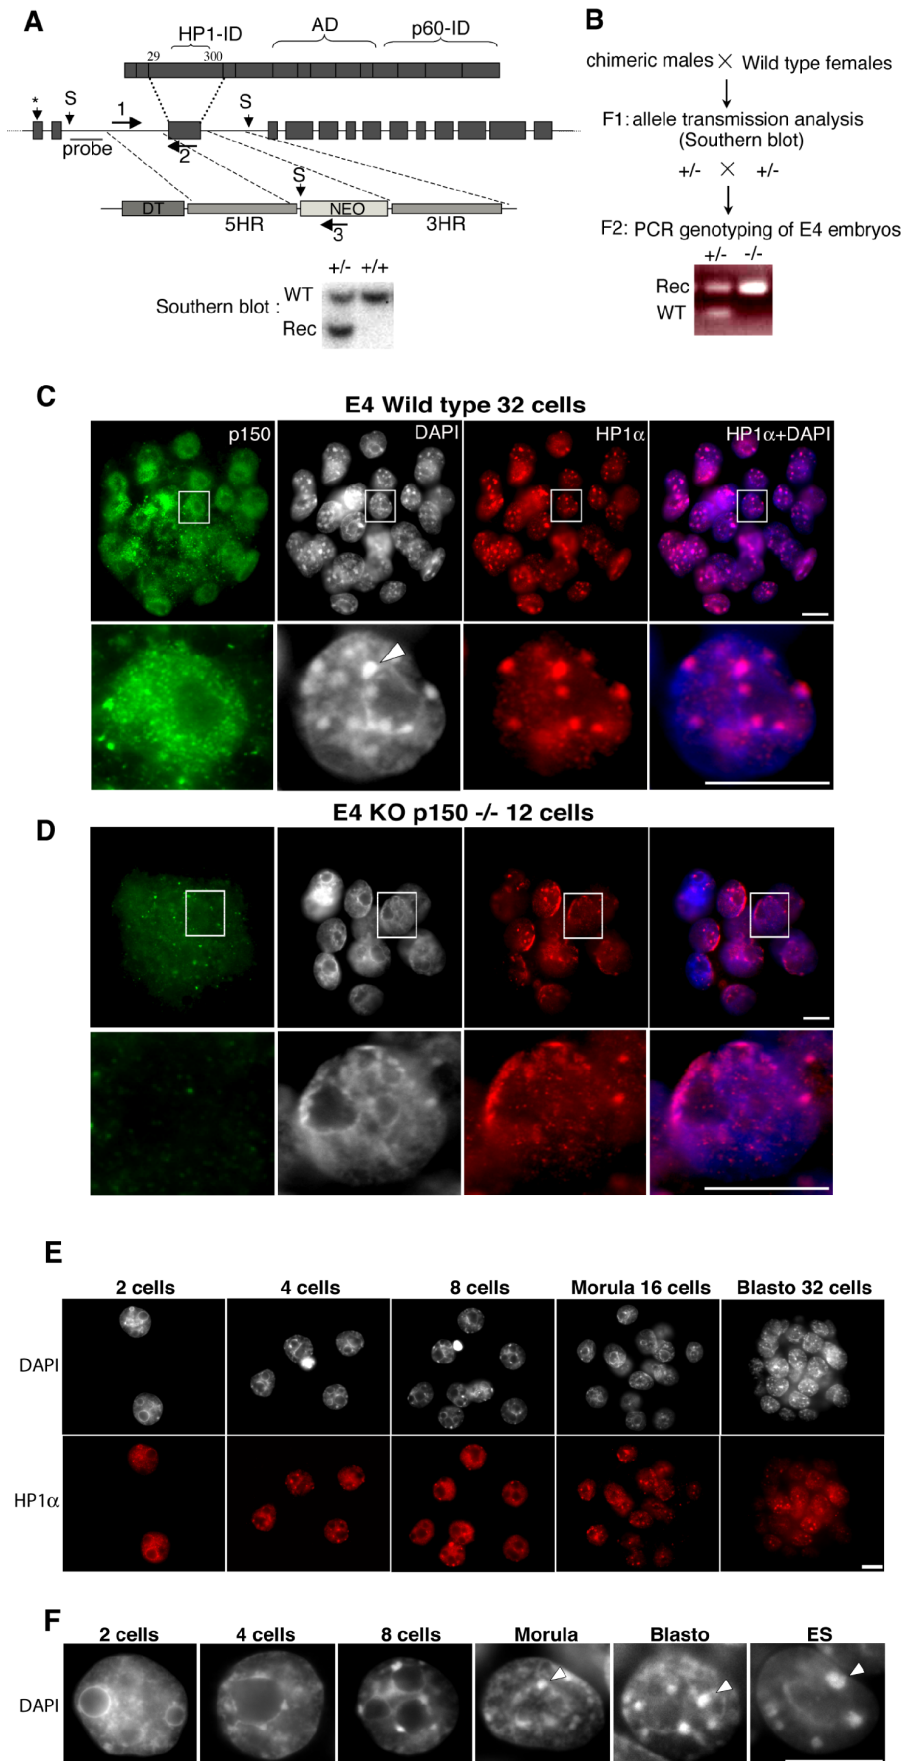 A
HP1-ID
AD
p60-ID
29
300
*
S
1
S
probe
2
S
DT
5HR
NEO
3
3HR
+/- +/+
Southern blot :
WT
Rec
B
chimeric males × Wild type females
F1: allele transmission analysis
(Southern blot)
+/- × +/-
F2: PCR genotyping of E4 embryos
+/- -/-
Rec
WT
C
E4 Wild type 32 cells
p150
DAPI
HP1α
HP1α+DAPI
D
E4 KO p150 -/- 12 cells
E
2 cells
4 cells
8 cells
Morula 16 cells
Blasto 32 cells
DAPI
HP1α
F
2 cells
4 cells
8 cells
Morula
Blasto
ES
DAPI